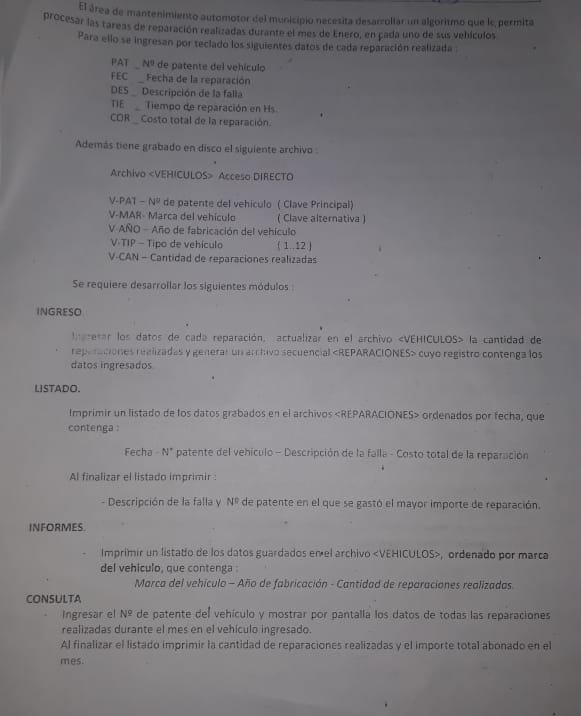 El área de mantenimiento automotor del municipio necesita desarrollar un algoritmo que le permita
procesar las tareas de reparación realizadas durante el mes de Enero, en cada uno de sus vehículos.
Para ello se ingresan por teclado los siguientes datos de cada reparación realizada :
PAT _ Nº de patente del vehículo
FEC _ Fecha de la reparación
DES _ Descripción de la falla
TIE _ Tiempo de reparación en Hs.
COR _ Costo total de la reparación.
Además tiene grabado en disco el siguiente archivo :
Archivo <VEHICULOS> Acceso DIRECTO
V-PAT – Nº de patente del vehículo ( Clave Principal)
V-MAR- Marca del vehículo ( Clave alternativa )
V-AÑO – Año de fabricación del vehículo
V-TIP – Tipo de vehículo ( 1..12 )
V-CAN – Cantidad de reparaciones realizadas
Se requiere desarrollar los siguientes módulos :
INGRESO
Ingresar los datos de cada reparación, actualizar en el archivo <VEHICULOS> la cantidad de
reparaciones realizadas y generar un archivo secuencial <REPARACIONES> cuyo registro contenga los
datos ingresados.
LISTADO.
Imprimir un listado de los datos grabados en el archivos <REPARACIONES> ordenados por fecha, que
contenga :
Fecha - N° patente del vehículo – Descripción de la falla - Costo total de la reparación
Al finalizar el listado imprimir :
- Descripción de la falla y Nº de patente en el que se gastó el mayor importe de reparación.
INFORMES.
Imprimir un listado de los datos guardados en el archivo <VEHICULOS>, ordenado por marca
del vehículo, que contenga :
Marca del vehículo – Año de fabricación - Cantidad de reparaciones realizadas.
CONSULTA
Ingresar el Nº de patente del vehículo y mostrar por pantalla los datos de todas las reparaciones
realizadas durante el mes en el vehículo ingresado.
Al finalizar el listado imprimir la cantidad de reparaciones realizadas y el importe total abonado en el
mes.